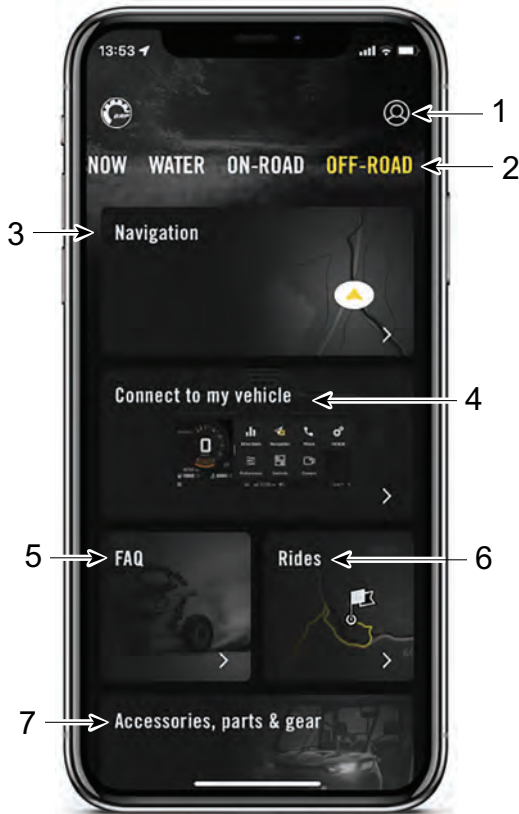 13:53
1
NOW WATER ON-ROAD OFF-ROAD
2
3
Navigation
Connect to my vehicle
4
0
5
FAQ
Rides
6
7
Accessories, parts & gear